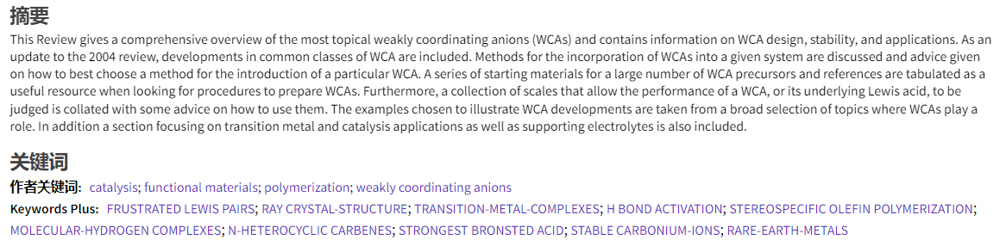 摘要
This Review gives a comprehensive overview of the most topical weakly coordinating anions (WCAs) and contains information on WCA design, stability, and applications. As an
update to the 2004 review, developments in common classes of WCA are included. Methods for the incorporation of WCAs into a given system are discussed and advice given
on how to best choose a method for the introduction of a particular WCA. A series of starting materials for a large number of WCA precursors and references are tabulated as a
useful resource when looking for procedures to prepare WCAs. Furthermore, a collection of scales that allow the performance of a WCA, or its underlying Lewis acid, to be
judged is collated with some advice on how to use them. The examples chosen to illustrate WCA developments are taken from a broad selection of topics where WCAs play a
role. In addition a section focusing on transition metal and catalysis applications as well as supporting electrolytes is also included.
关键词
作者关键词: catalysis; functional materials; polymerization; weakly coordinating anions
Keywords Plus: FRUSTRATED LEWIS PAIRS; RAY CRYSTAL-STRUCTURE; TRANSITION-METAL-COMPLEXES; H BOND ACTIVATION; STEREOSPECIFIC OLEFIN POLYMERIZATION;
MOLECULAR-HYDROGEN COMPLEXES; N-HETEROCYCLIC CARBENES; STRONGEST BRONSTED ACID; STABLE CARBONIUM-IONS; RARE-EARTH-METALS